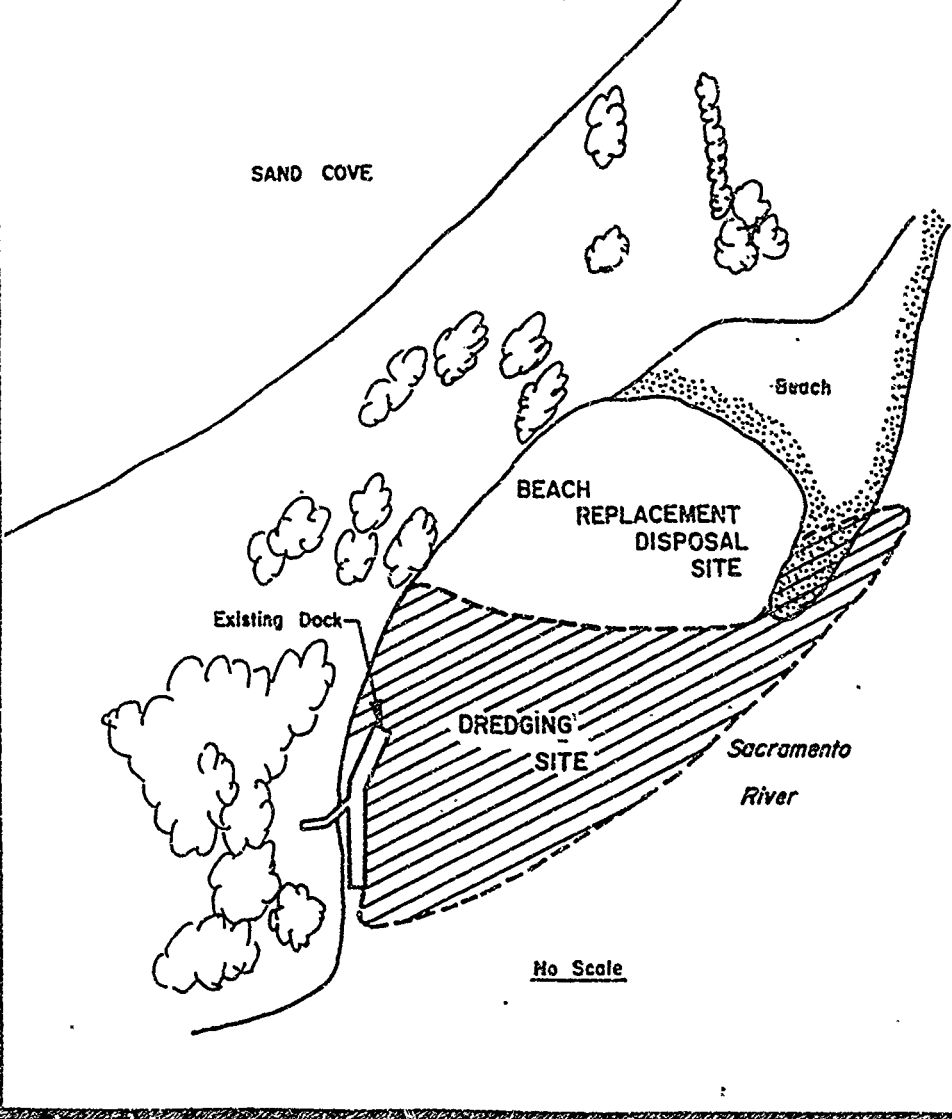 SAND COVE
Beach
BEACH
REPLACEMENT
DISPOSAL
SITE
Existing Dock
DREDGING
SITE
Sacramento
River
No Scale